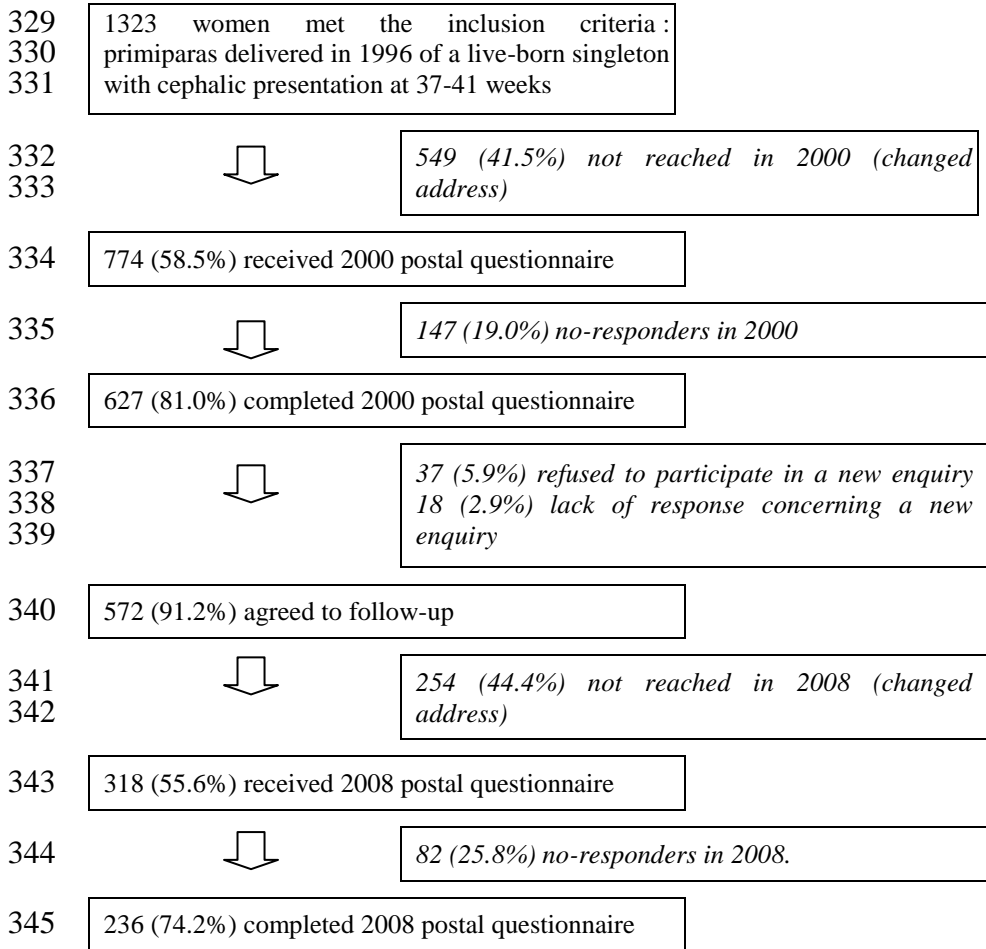 329 1323 women met the inclusion criteria :
330 primiparas delivered in 1996 of a live-born singleton
331 with cephalic presentation at 37-41 weeks
332 549 (41.5%) not reached in 2000 (changed
333 address)
334 774 (58.5%) received 2000 postal questionnaire
335 147 (19.0%) no-responders in 2000
336 627 (81.0%) completed 2000 postal questionnaire
337 37 (5.9%) refused to participate in a new enquiry
338 18 (2.9%) lack of response concerning a new
339 enquiry
340 572 (91.2%) agreed to follow-up
341 254 (44.4%) not reached in 2008 (changed
342 address)
343 318 (55.6%) received 2008 postal questionnaire
344 82 (25.8%) no-responders in 2008.
345 236 (74.2%) completed 2008 postal questionnaire